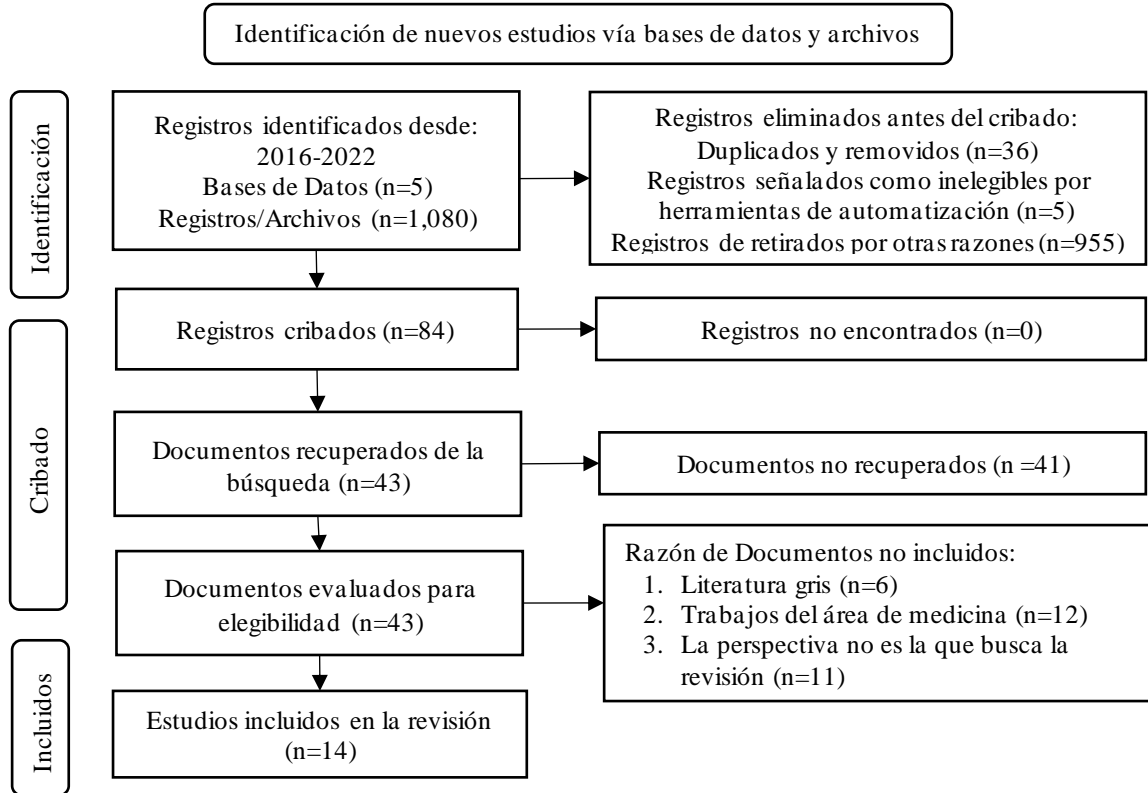 Identificación de nuevos estudios vía bases de datos y archivos
Identificación
Registros identificados desde:
2016-2022
Bases de Datos (n=5)
Registros/Archivos (n=1,080)
Registros eliminados antes del cribado:
Duplicados y removidos (n=36)
Registros señalados como inelegibles por
herramientas de automatización (n=5)
Registros de retirados por otras razones (n=955)
Cribado
Registros cribados (n=84)
Registros no encontrados (n=0)
Documentos recuperados de la
búsqueda (n=43)
Documentos no recuperados (n =41)
Documentos evaluados para
elegibilidad (n=43)
Razón de Documentos no incluidos:
1. Literatura gris (n=6)
2. Trabajos del área de medicina (n=12)
3. La perspectiva no es la que busca la
revisión (n=11)
Incluidos
Estudios incluidos en la revisión
(n=14)